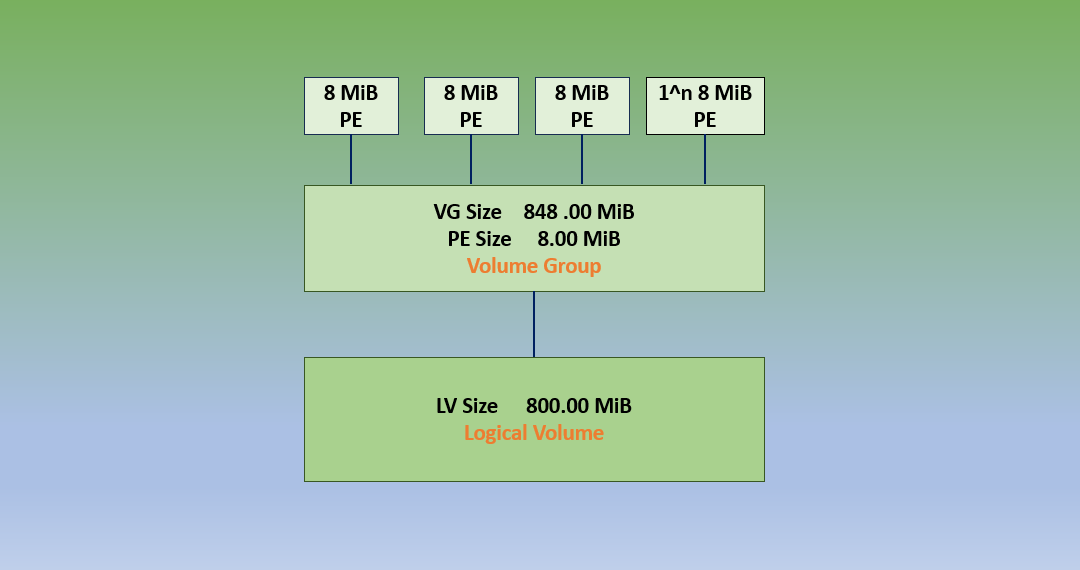 8 MiB
PE
8 MiB
PE
8 MiB
PE
1^n 8 MiB
PE
VG Size 848 .00 MiB
PE Size 8.00 MiB
Volume Group
LV Size 800.00 MiB
Logical Volume